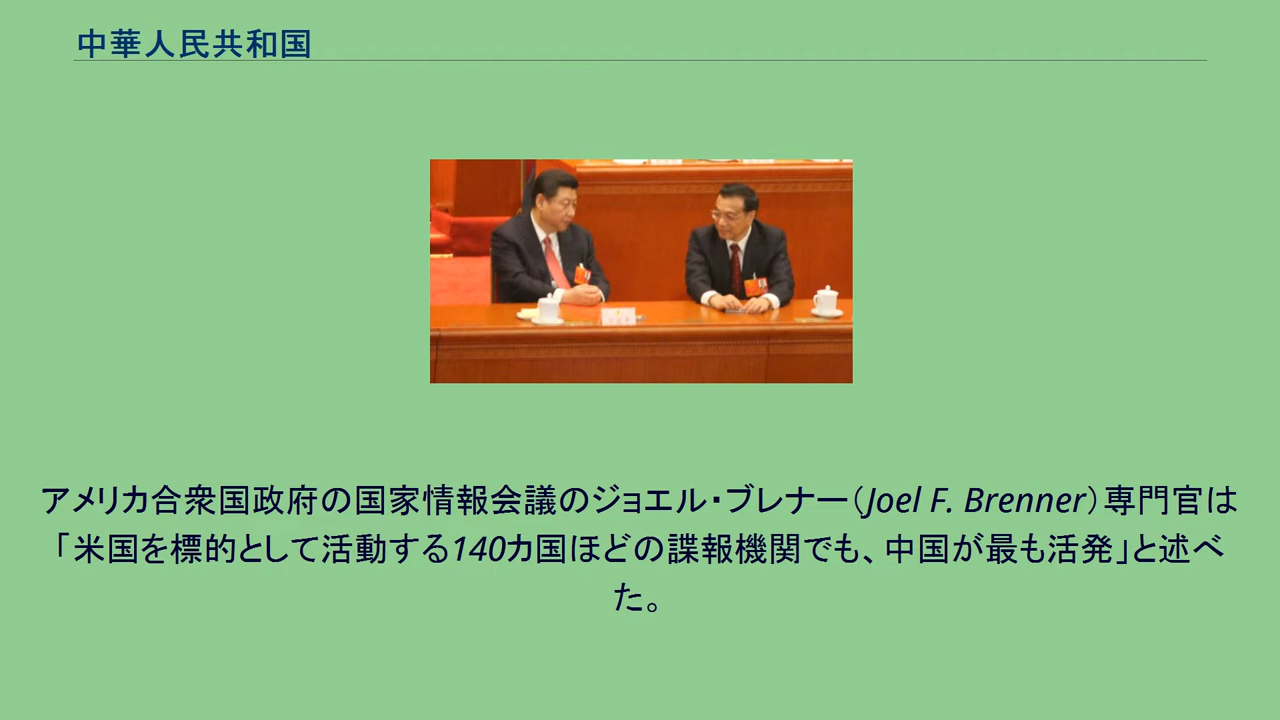 中華人民共和国
アメリカ合衆国政府の国家情報会議のジョエル・ブレナー（Joel F. Brenner）専門官は
「米国を標的として活動する140カ国ほどの諜報機関でも、中国が最も活発」と述べ
た。